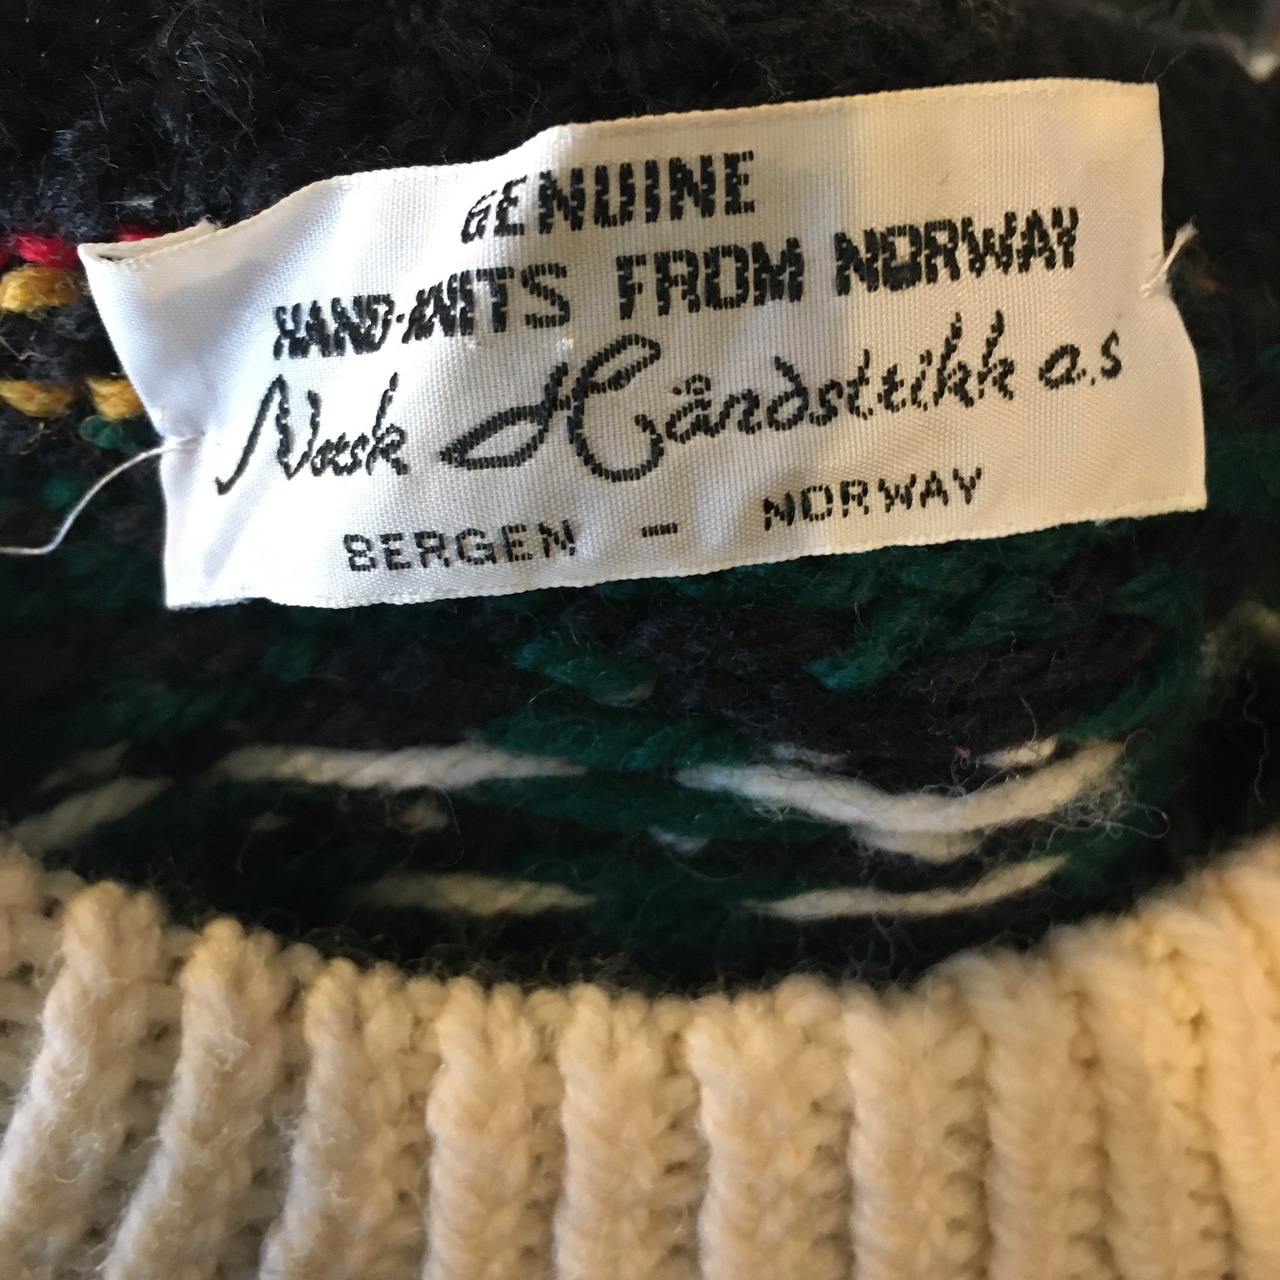 GENUINE
HAND-KNITS FROM NORWAY
Norsk Håndstrikk a.s
BERGEN — NORWAY